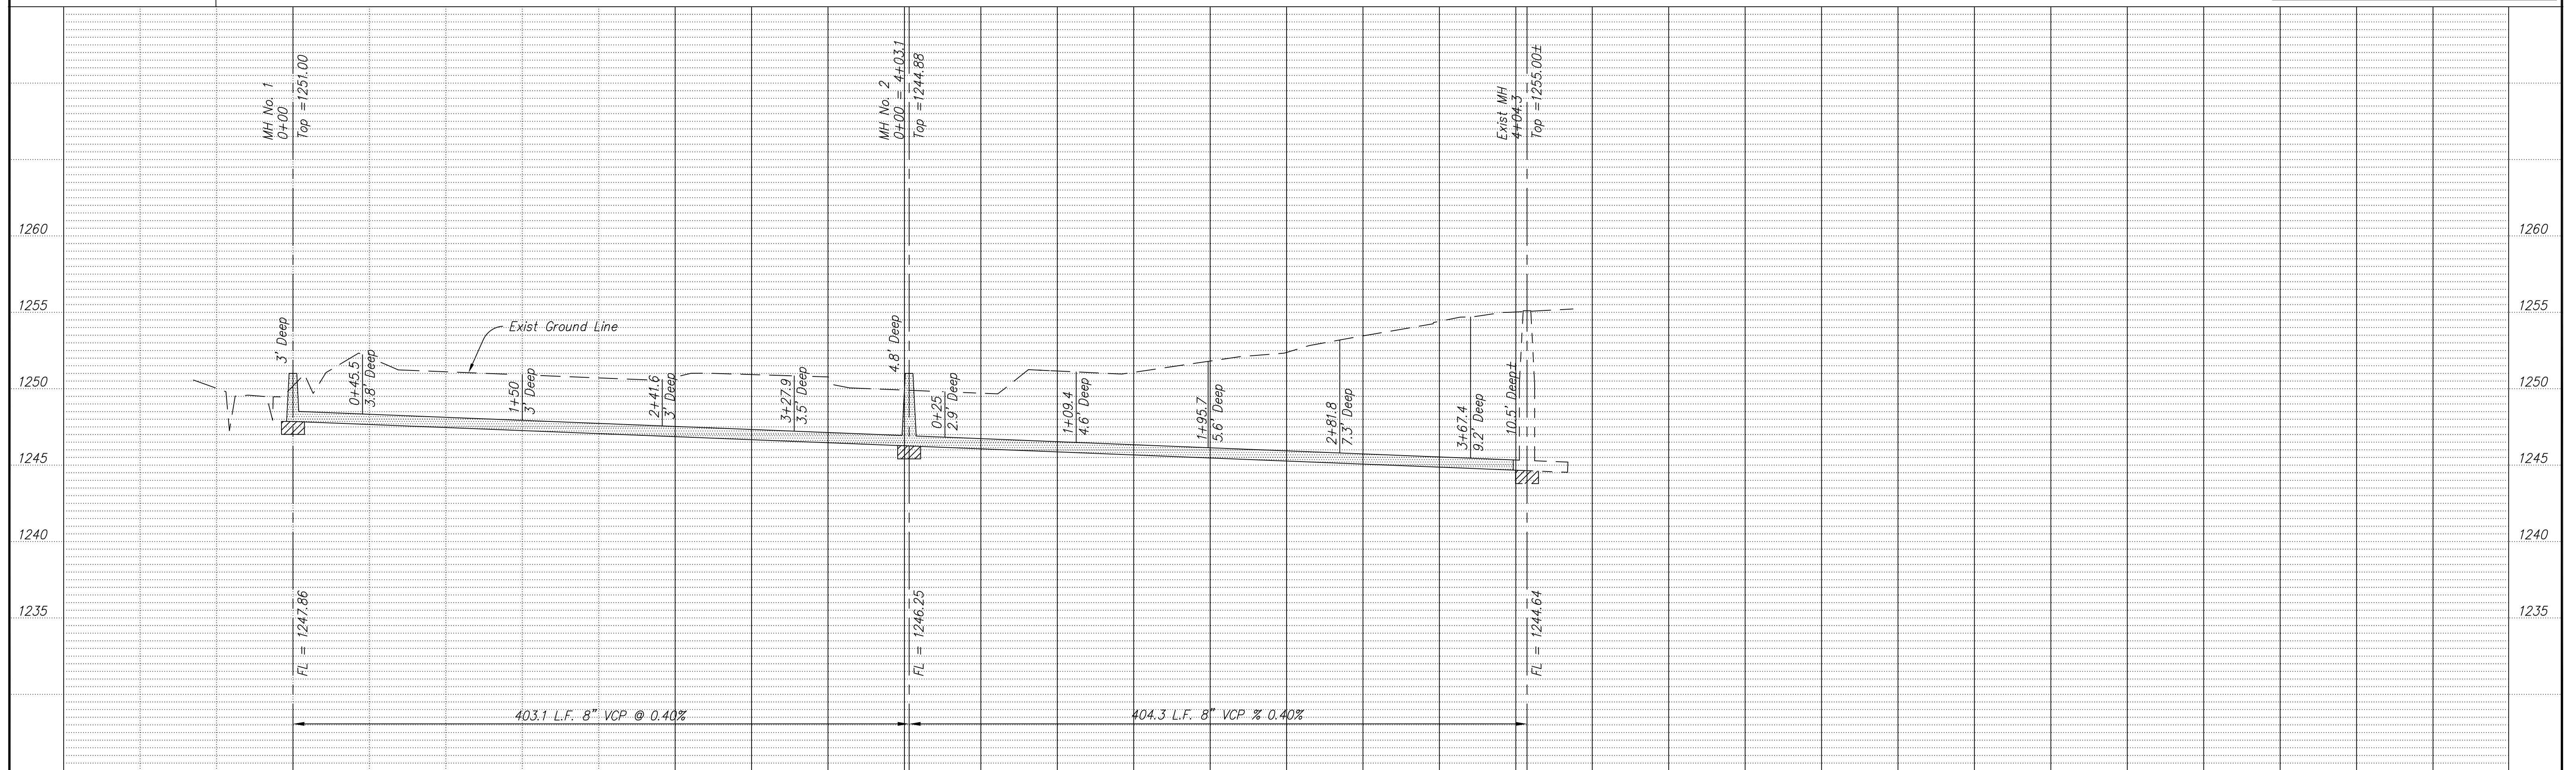 MH No. 1
0+00
Top =1251.00
MH No. 2
0+00 = 4+03.1
Top =1244.88
Exist MH
4+04.3
Top =1255.00±
1260
1260
1255
1255
1250
1250
1245
1245
1240
1240
1235
1235
3' Deep
Exist Ground Line
0+45.5
3.8' Deep
1+50
3' Deep
2+41.6
3' Deep
3+27.9
3.5' Deep
4.8' Deep
0+25
2.9' Deep
1+09.4
4.6' Deep
1+95.7
5.6' Deep
2+81.8
7.3' Deep
3+67.4
9.2' Deep
10.5' Deep±
FL = 1247.86
FL = 1246.25
FL = 1244.64
403.1 L.F. 8" VCP @ 0.40%
404.3 L.F. 8" VCP % 0.40%